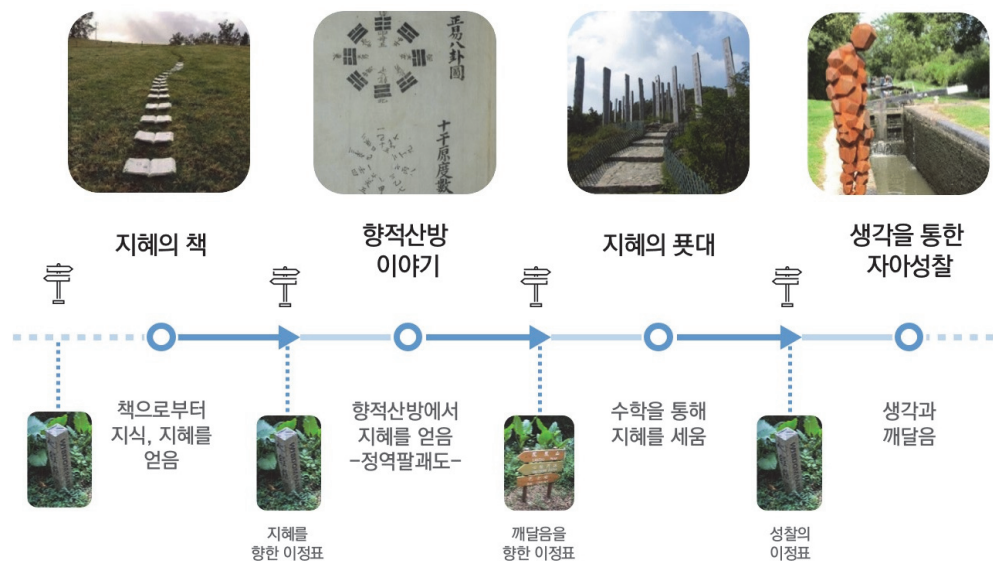 正易八卦圖
十干原度數
지혜의 책
향적산방
이야기
지혜의 푯대
생각을 통한
자아성찰
책으로부터
지식, 지혜를
얻음
향적산방에서
지혜를 얻음
-정역팔괘도-
수학을 통해
지혜를 세움
생각과
깨달음
지혜를
향한 이정표
깨달음을
향한 이정표
성찰의
이정표